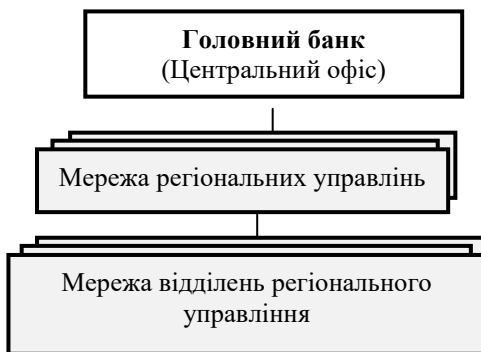 Головний банк
(Центральний офіс)
Мережа регіональних управлінь
Мережа відділень регіонального
управління